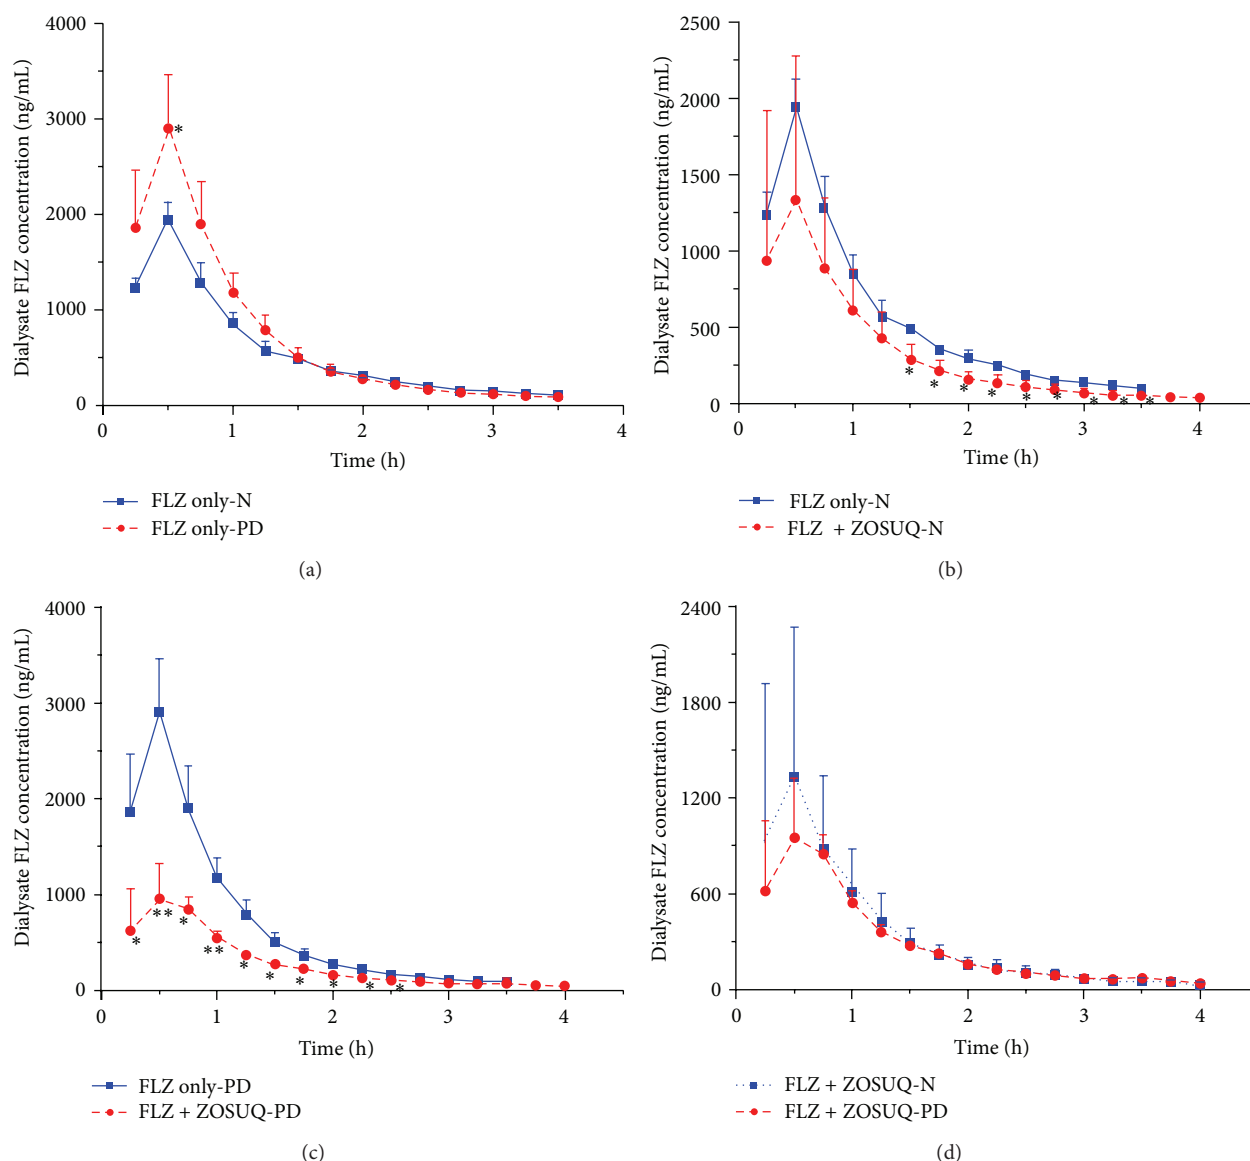 4000
3000
2000
1000
0
Dialysate FLZ concentration (ng/mL)
*
0 1 2 3 4
Time (h)
FLZ only-N
FLZ only-PD
(a)
2500
2000
1500
1000
500
0
Dialysate FLZ concentration (ng/mL)
* * * * * * * * *
0 1 2 3 4
Time (h)
FLZ only-N
FLZ + ZOSUQ-N
(b)
4000
3000
2000
1000
0
Dialysate FLZ concentration (ng/mL)
* ** * ** * * * * * *
0 1 2 3 4
Time (h)
FLZ only-PD
FLZ + ZOSUQ-PD
(c)
2400
1800
1200
600
0
Dialysate FLZ concentration (ng/mL)
0 1 2 3 4
Time (h)
FLZ + ZOSUQ-N
FLZ + ZOSUQ-PD
(d)